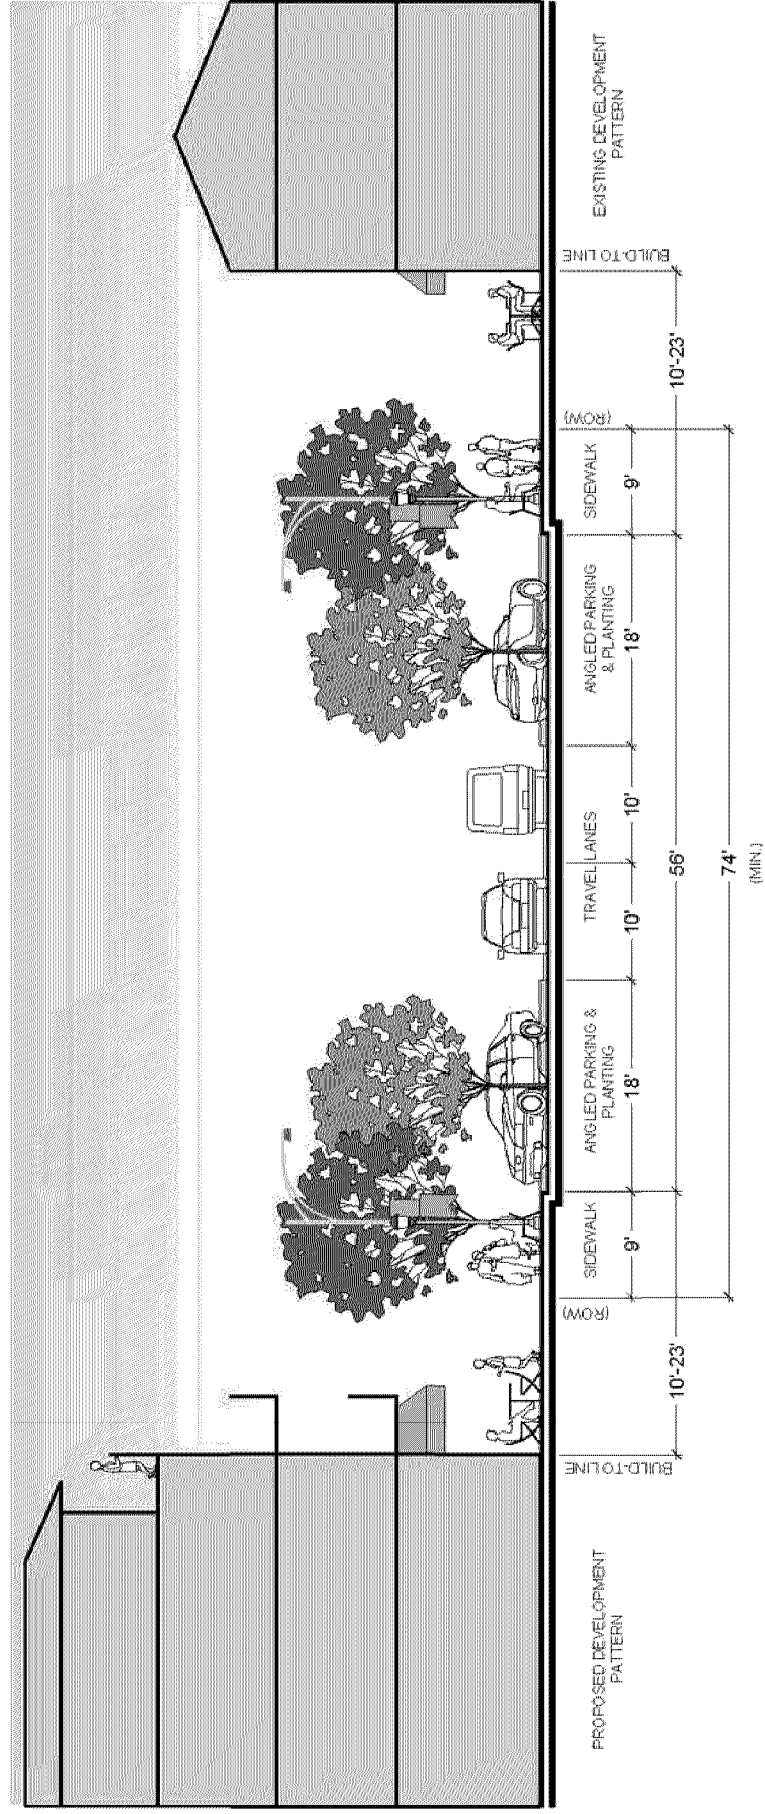 BUILD-TO LINE
(ROW)
(ROW)
BUILD-TO LINE
PROPOSED DEVELOPMENT
PATTERN
SIDEWALK
ANGLED PARKING &
PLANTING
TRAVEL LANES
ANGLED PARKING
& PLANTING
SIDEWALK
EXISTING DEVELOPMENT
PATTERN
9'
18'
10'
10'
18'
9'
10'-23'
56'
10'-23'
74'
(MIN.)